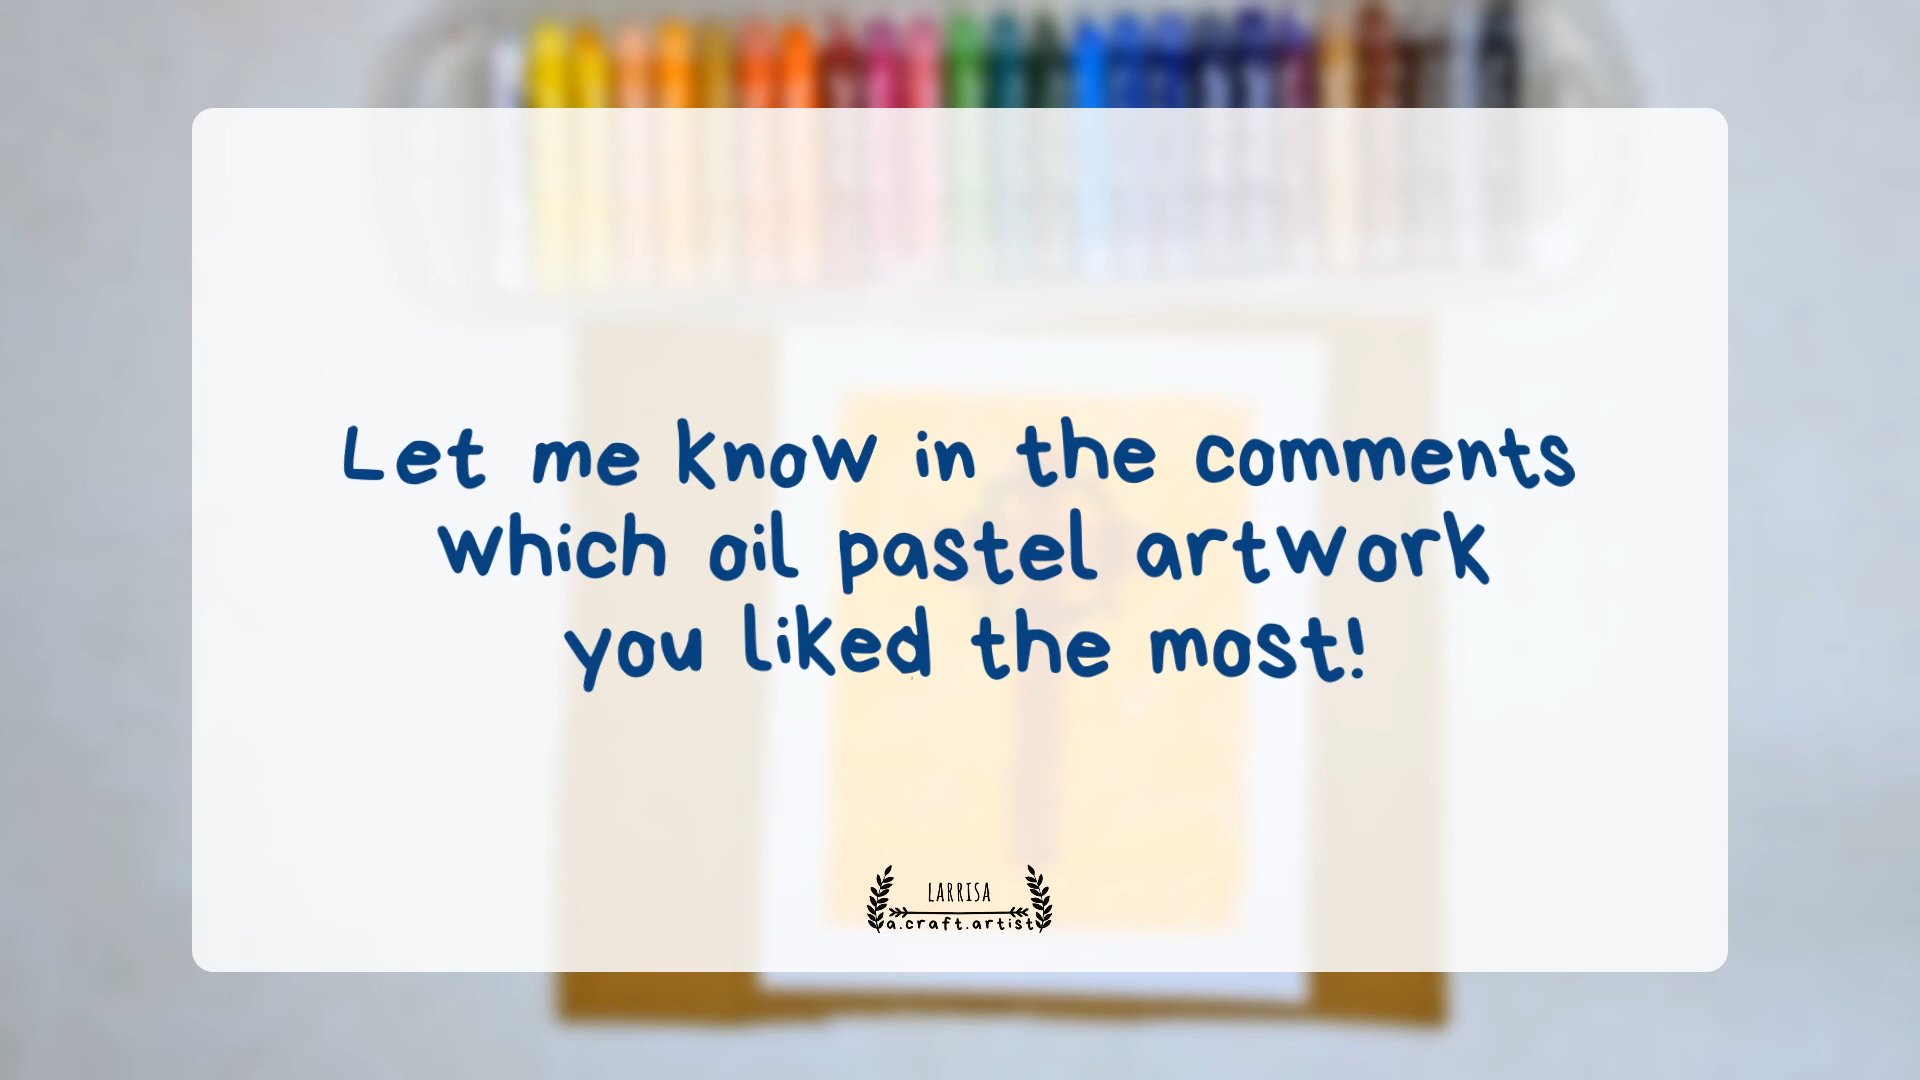 Let me know in the comments
which oil pastel artwork
you liked the most!
LARRISA
a.craft.artist